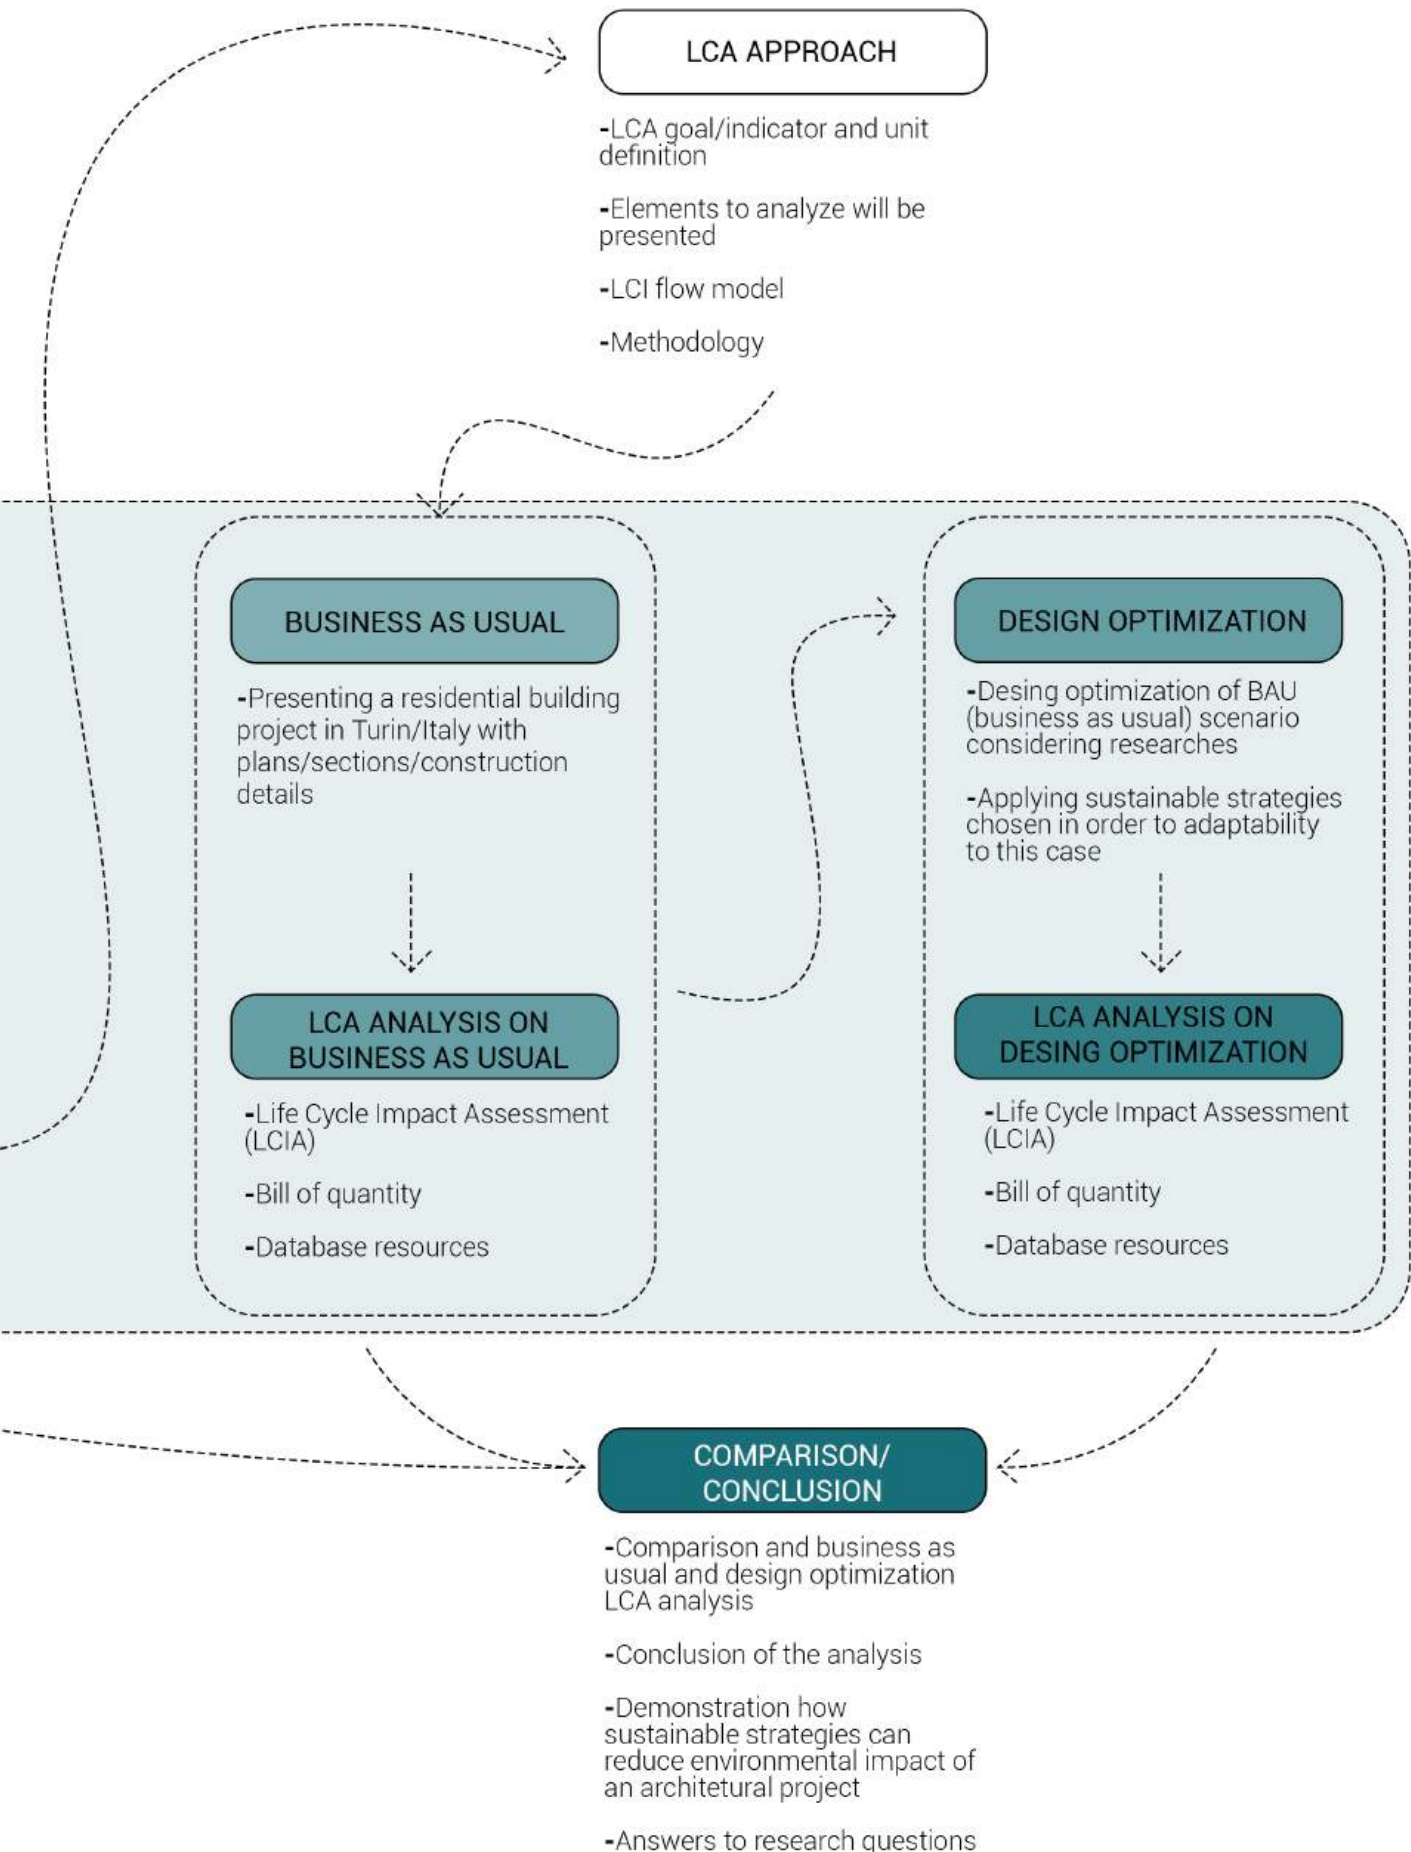 LCA APPROACH
-LCA goal/indicator and unit
definition
-Elements to analyze will be
presented
-LCI flow model
-Methodology
BUSINESS AS USUAL
-Presenting a residential building
project in Turin/Italy with
plans/sections/construction
details
LCA ANALYSIS ON
BUSINESS AS USUAL
-Life Cycle Impact Assessment
(LCIA)
-Bill of quantity
-Database resources
DESIGN OPTIMIZATION
-Desing optimization of BAU
(business as usual) scenario
considering researches
-Applying sustainable strategies
chosen in order to adaptability
to this case
LCA ANALYSIS ON
DESING OPTIMIZATION
-Life Cycle Impact Assessment
(LCIA)
-Bill of quantity
-Database resources
COMPARISON/
CONCLUSION
-Comparison and business as
usual and design optimization
LCA analysis
-Conclusion of the analysis
-Demonstration how
sustainable strategies can
reduce environmental impact of
an architetural project
-Answers to research questions